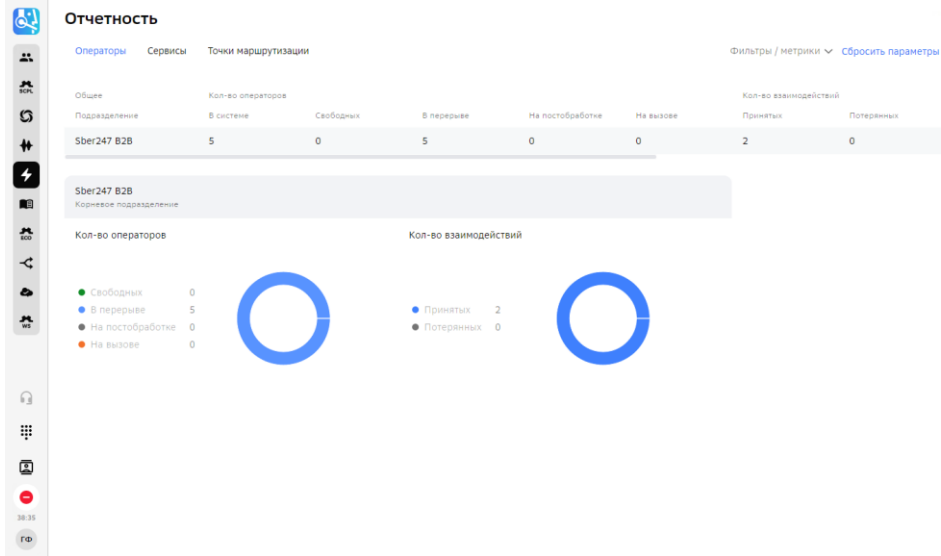 Отчетность
Операторы Сервисы Точки маршрутизации Фильтры / метрики Сбросить параметры
Общее Кол-во операторов Кол-во взаимодействий
Подразделение В системе Свободных В перерыве На постобработке На вызове Принятых Потерянных
Sber247 B2B 5 0 5 0 0 2 0
Sber247 B2B
Корневое подразделение
Кол-во операторов Кол-во взаимодействий
Свободных 0
В перерыве 5
На постобработке 0
На вызове 0
Принятых 2
Потерянных 0
SCPL
ECO
WS
38:35
ГФ